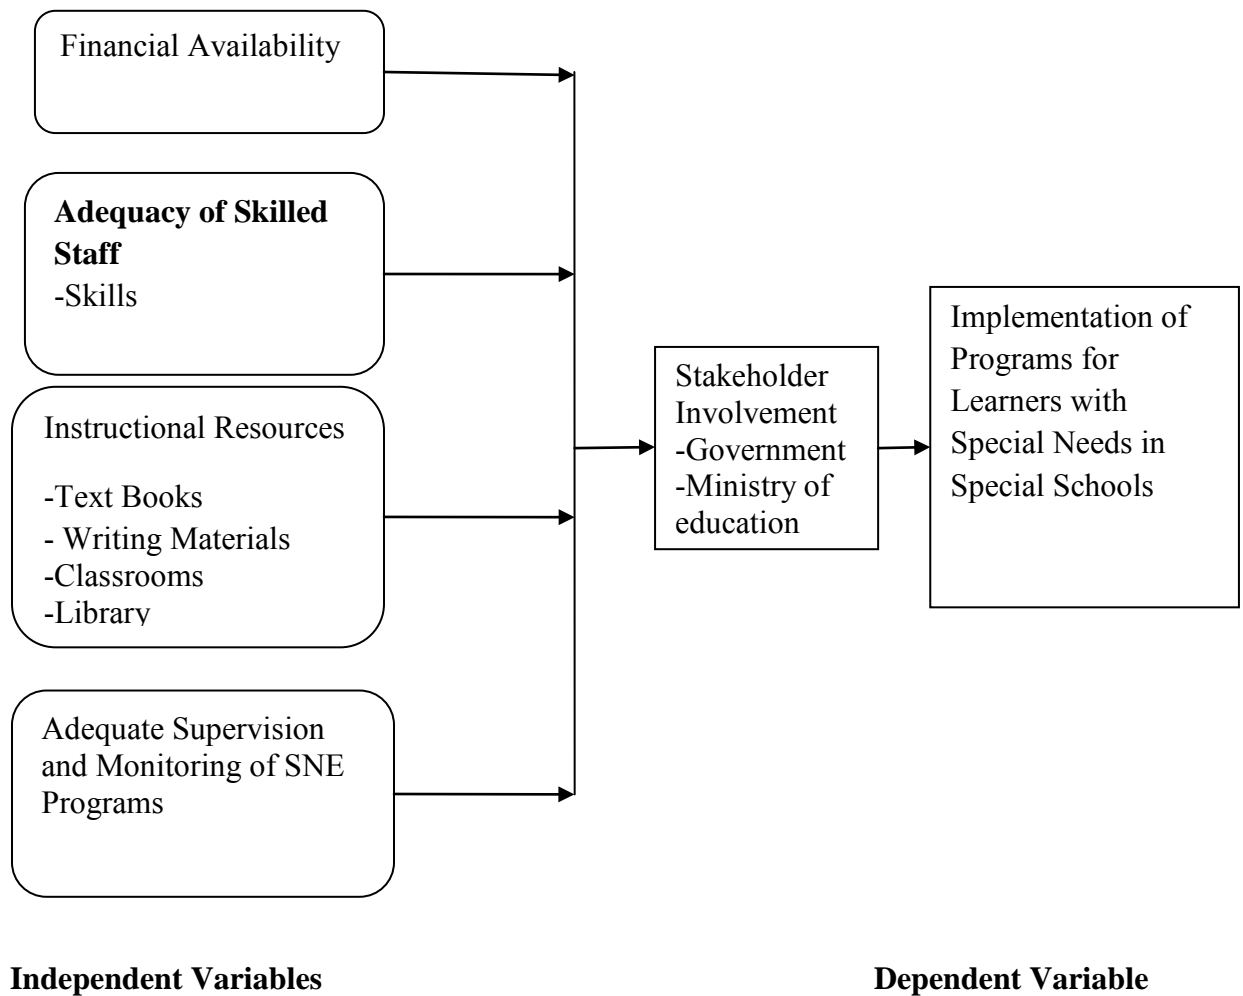 Financial Availability
Adequacy of Skilled
Staff
-Skills
Instructional Resources
-Text Books
- Writing Materials
-Classrooms
-Library
Adequate Supervision
and Monitoring of SNE
Programs
Stakeholder
Involvement
-Government
-Ministry of
education
Implementation of
Programs for
Learners with
Special Needs in
Special Schools
Independent Variables
Dependent Variable